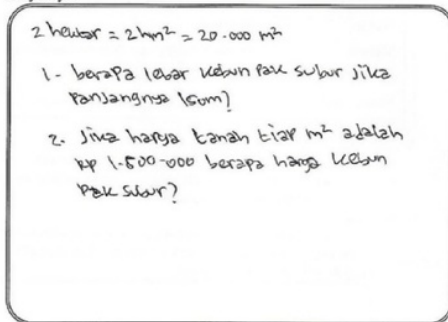 2 hektar = 2 hm² = 20.000 m²
1. berapa lebar kebun Pak subur jika
panjangnya 150m?
2. Jika harga tanah tiap m² adalah
Rp 1.500.000 berapa harga kebun
Pak subur?